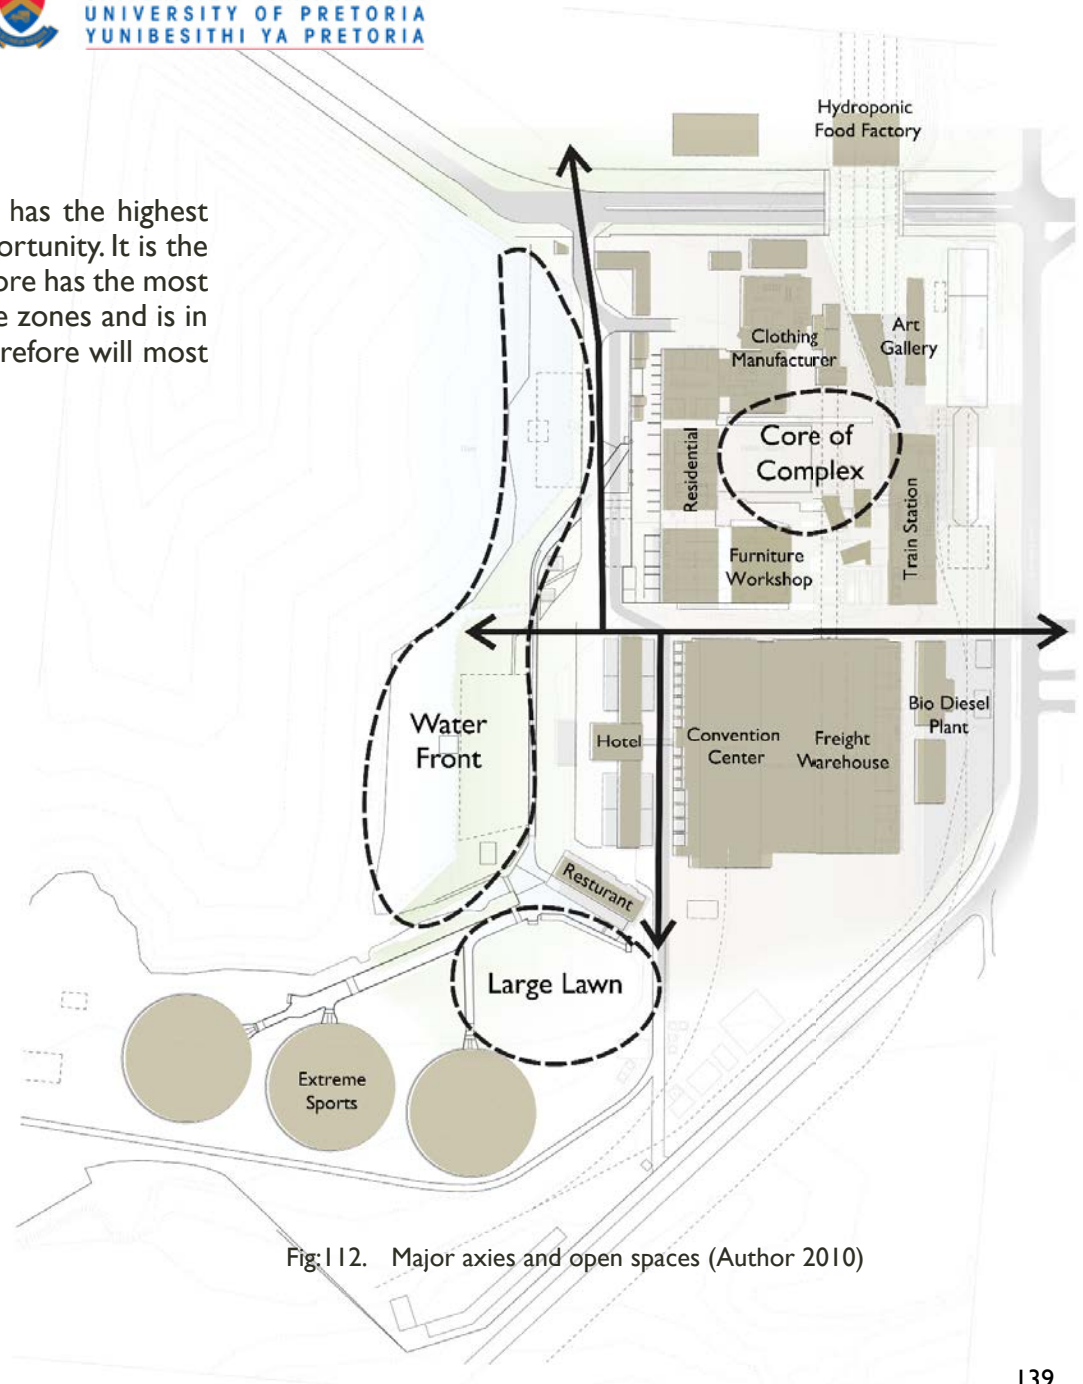 UNIVERSITY OF PRETORIA
YUNIBESITHI YA PRETORIA
has the highest
ortunity. It is the
ore has the most
e zones and is in
refore will most
Hydroponic
Food Factory
Clothing
Manufacturer
Art
Gallery
Core of
Complex
Residential
Train Station
Furniture
Workshop
Water
Front
Hotel
Convention
Center
Freight
Warehouse
Bio Diesel
Plant
Resturant
Large Lawn
Extreme
Sports
Fig:112. Major axies and open spaces (Author 2010)
139